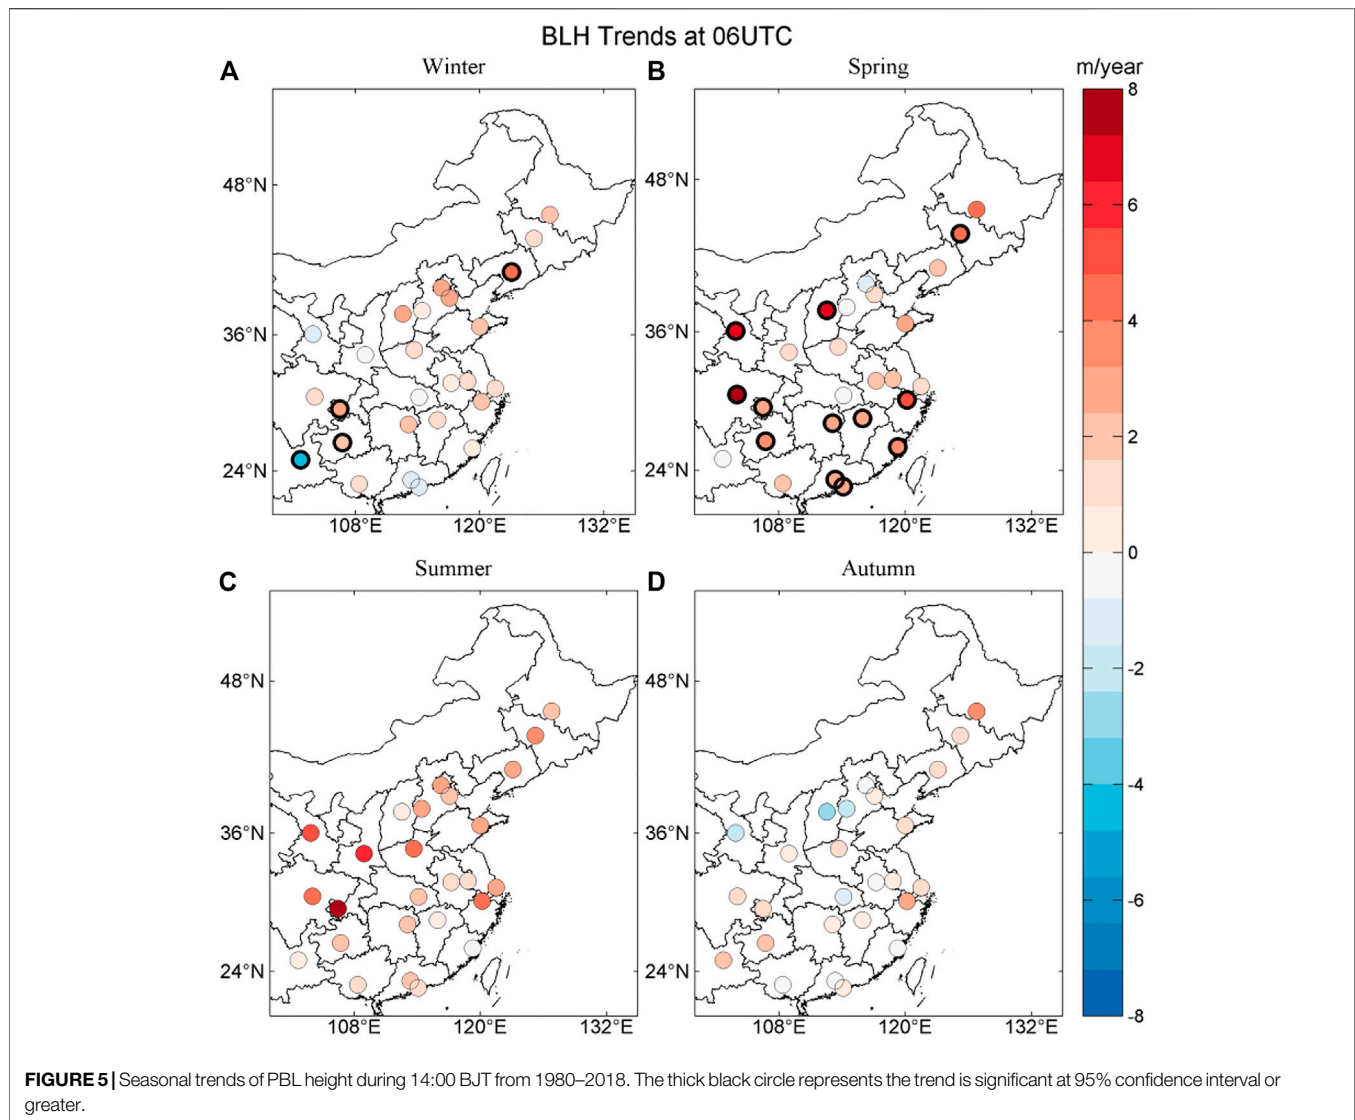 BLH Trends at 06UTC
A Winter
B Spring
m/year
48°N
36°N
24°N
108°E 120°E 132°E
48°N
36°N
24°N
108°E 120°E 132°E
C Summer
D Autumn
48°N
36°N
24°N
108°E 120°E 132°E
48°N
36°N
24°N
108°E 120°E 132°E
8
6
4
2
0
-2
-4
-6
-8
FIGURE 5 | Seasonal trends of PBL height during 14:00 BJT from 1980–2018. The thick black circle represents the trend is significant at 95% confidence interval or
greater.